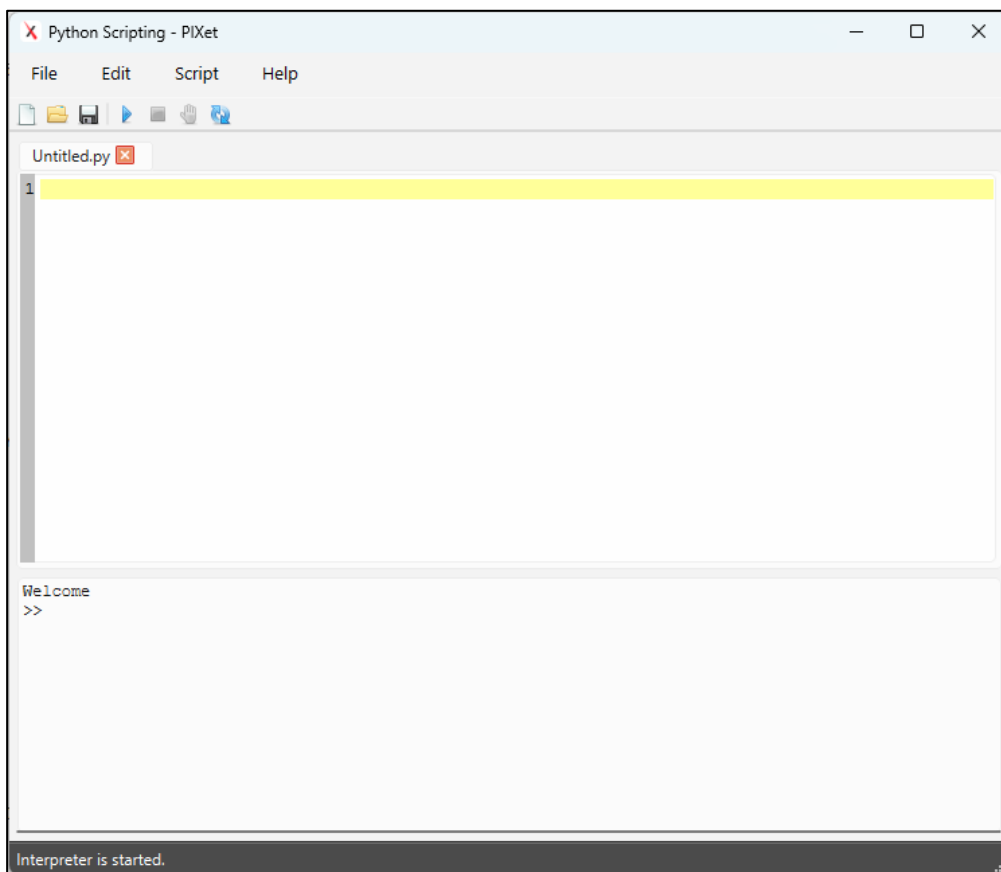 Python Scripting - PIXet
File Edit Script Help
Untitled.py
1
Welcome
>>
Interpreter is started.